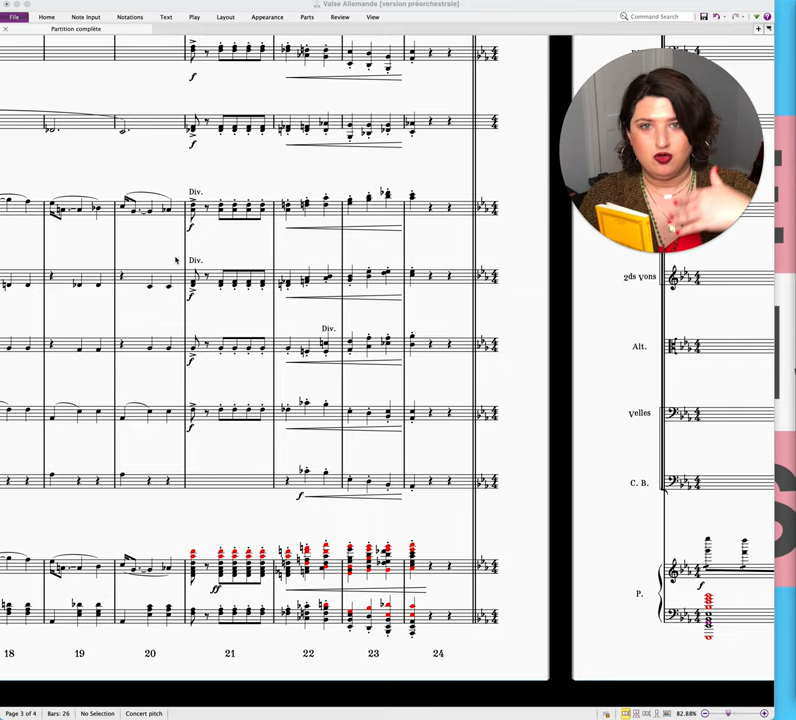 Valse Allemande [version préorchestrale]
File Home Note Input Notations Text Play Layout Appearance Parts Review View Command Search
Partition complète
f
f
Div.
f
Div.
f
Div.
f
f
f
ff
18 19 20 21 22 23 24
2ds Vons
Alt.
Velles
C. B.
P.
f
Page 3 of 4 Bars: 26 No Selection Concert pitch 82.88%